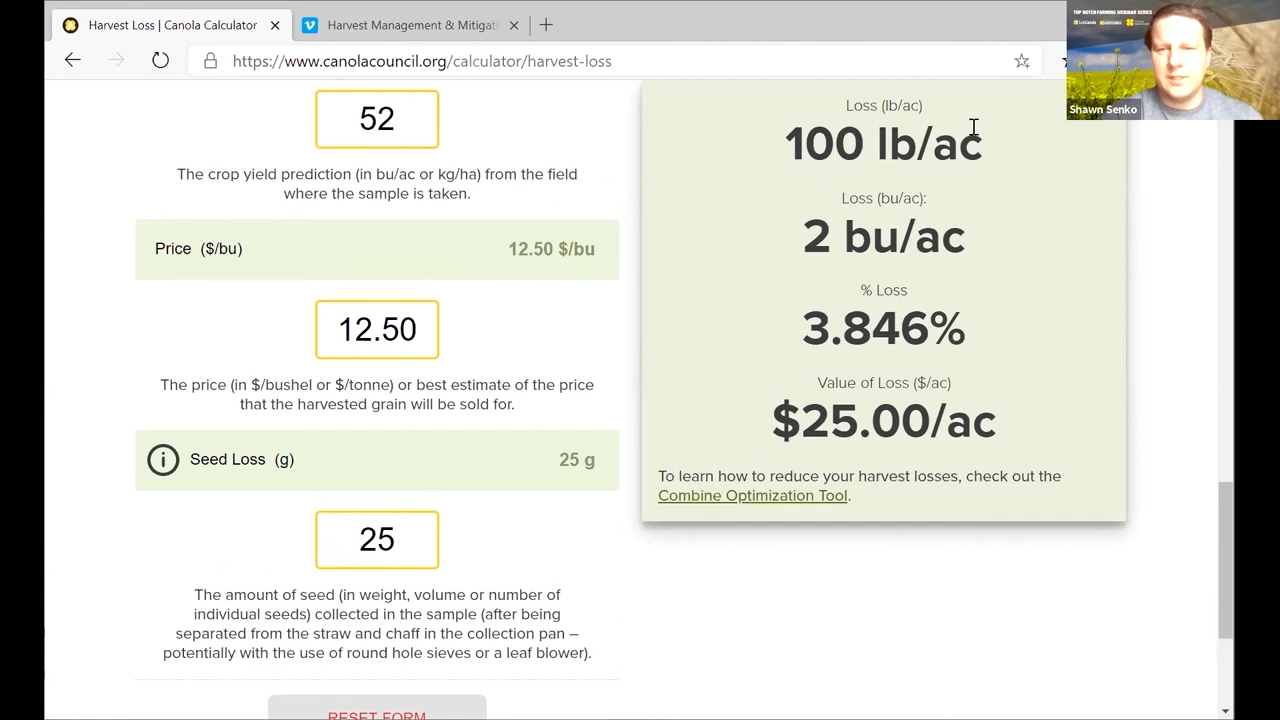 Harvest Loss | Canola Calculator
Harvest Management & Mitigati
https://www.canolacouncil.org/calculator/harvest-loss
TOP NOTCH FARMING WEBINAR SERIES
Shawn Senko
52
The crop yield prediction (in bu/ac or kg/ha) from the field
where the sample is taken.
Price ($/bu) 12.50 $/bu
12.50
The price (in $/bushel or $/tonne) or best estimate of the price
that the harvested grain will be sold for.
Seed Loss (g) 25 g
25
The amount of seed (in weight, volume or number of
individual seeds) collected in the sample (after being
separated from the straw and chaff in the collection pan –
potentially with the use of round hole sieves or a leaf blower).
RESET FORM
Loss (lb/ac)
100 lb/ac
Loss (bu/ac):
2 bu/ac
% Loss
3.846%
Value of Loss ($/ac)
$25.00/ac
To learn how to reduce your harvest losses, check out the
Combine Optimization Tool.